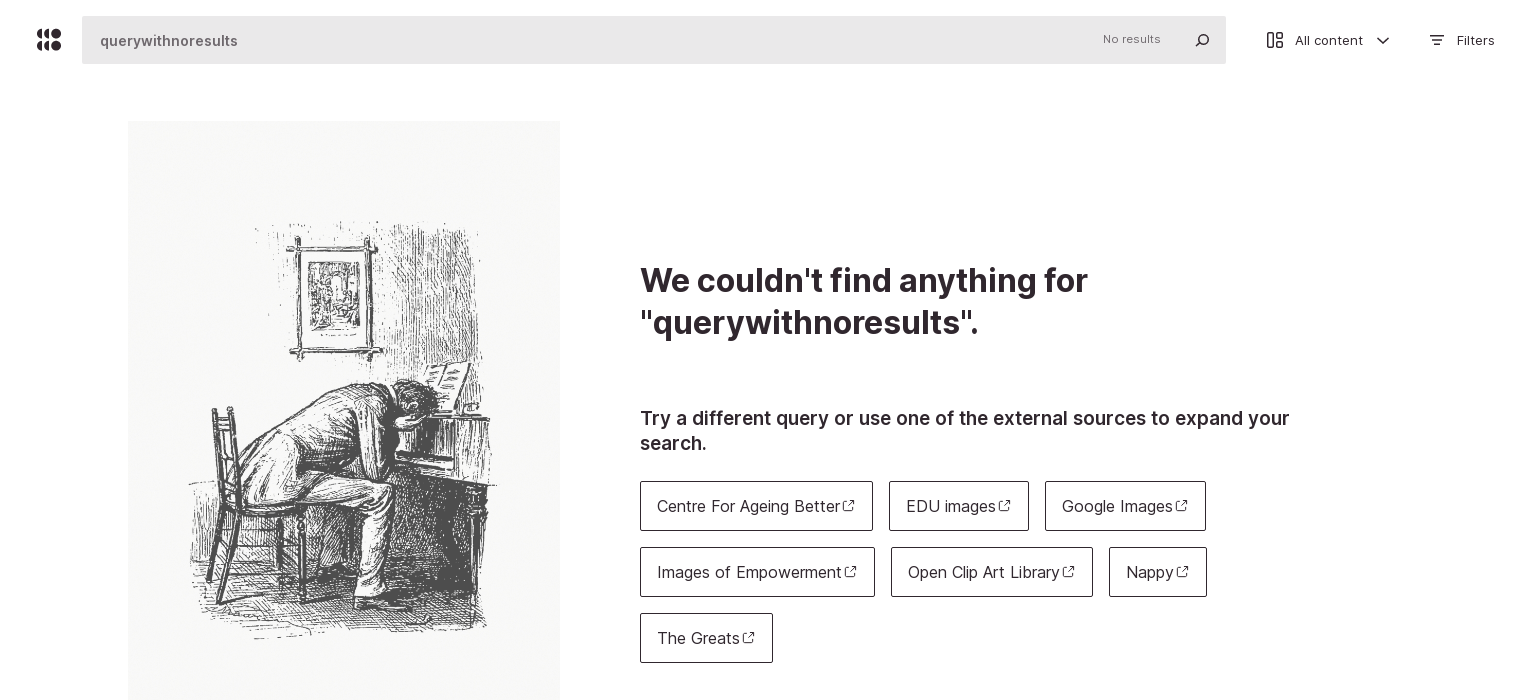 querywithnoresults
No results
All content
Filters
We couldn't find anything for
"querywithnoresults".
Try a different query or use one of the external sources to expand your
search.
Centre For Ageing Better
EDU images
Google Images
Images of Empowerment
Open Clip Art Library
Nappy
The Greats